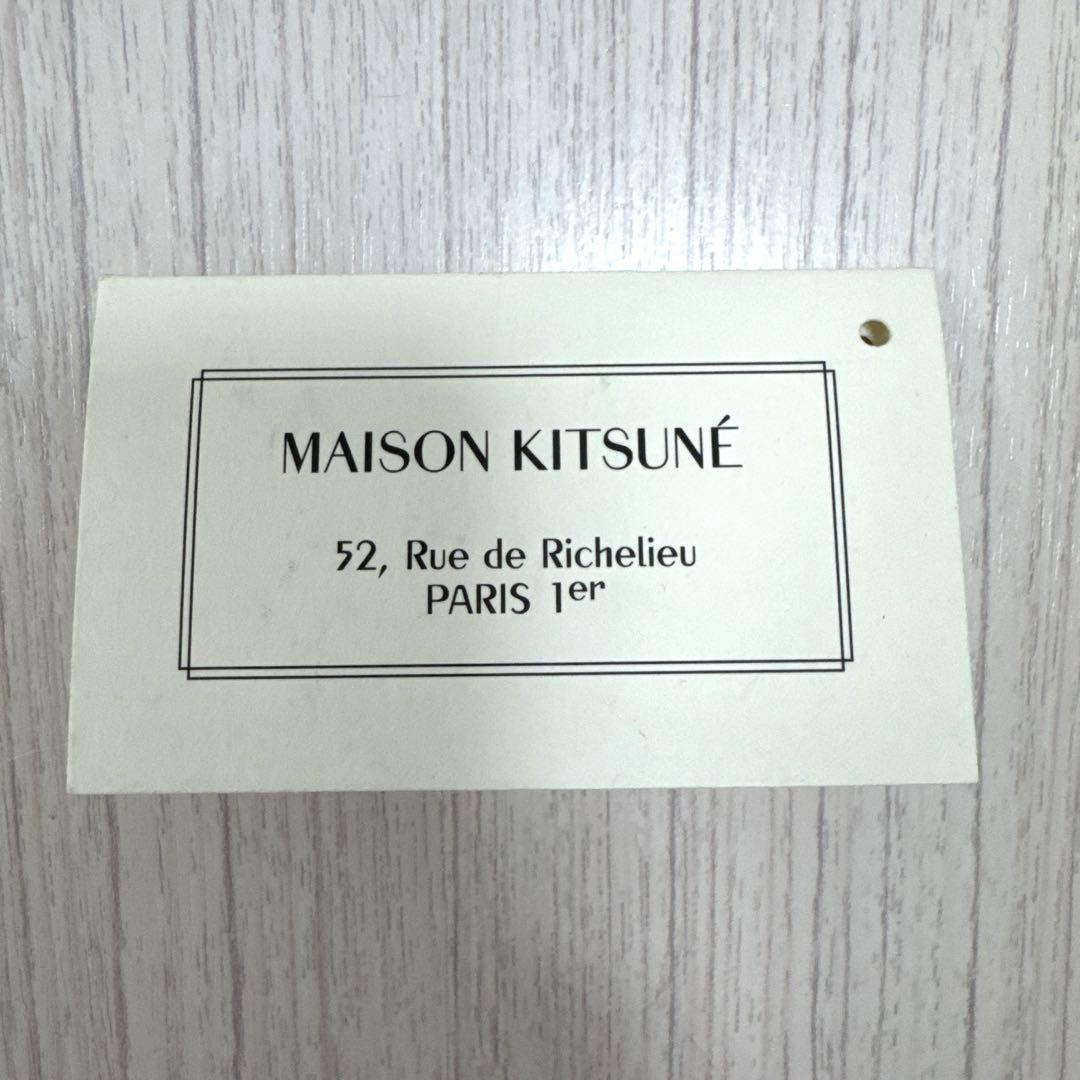 MAISON KITSUNÉ
52, Rue de Richelieu
PARIS 1er